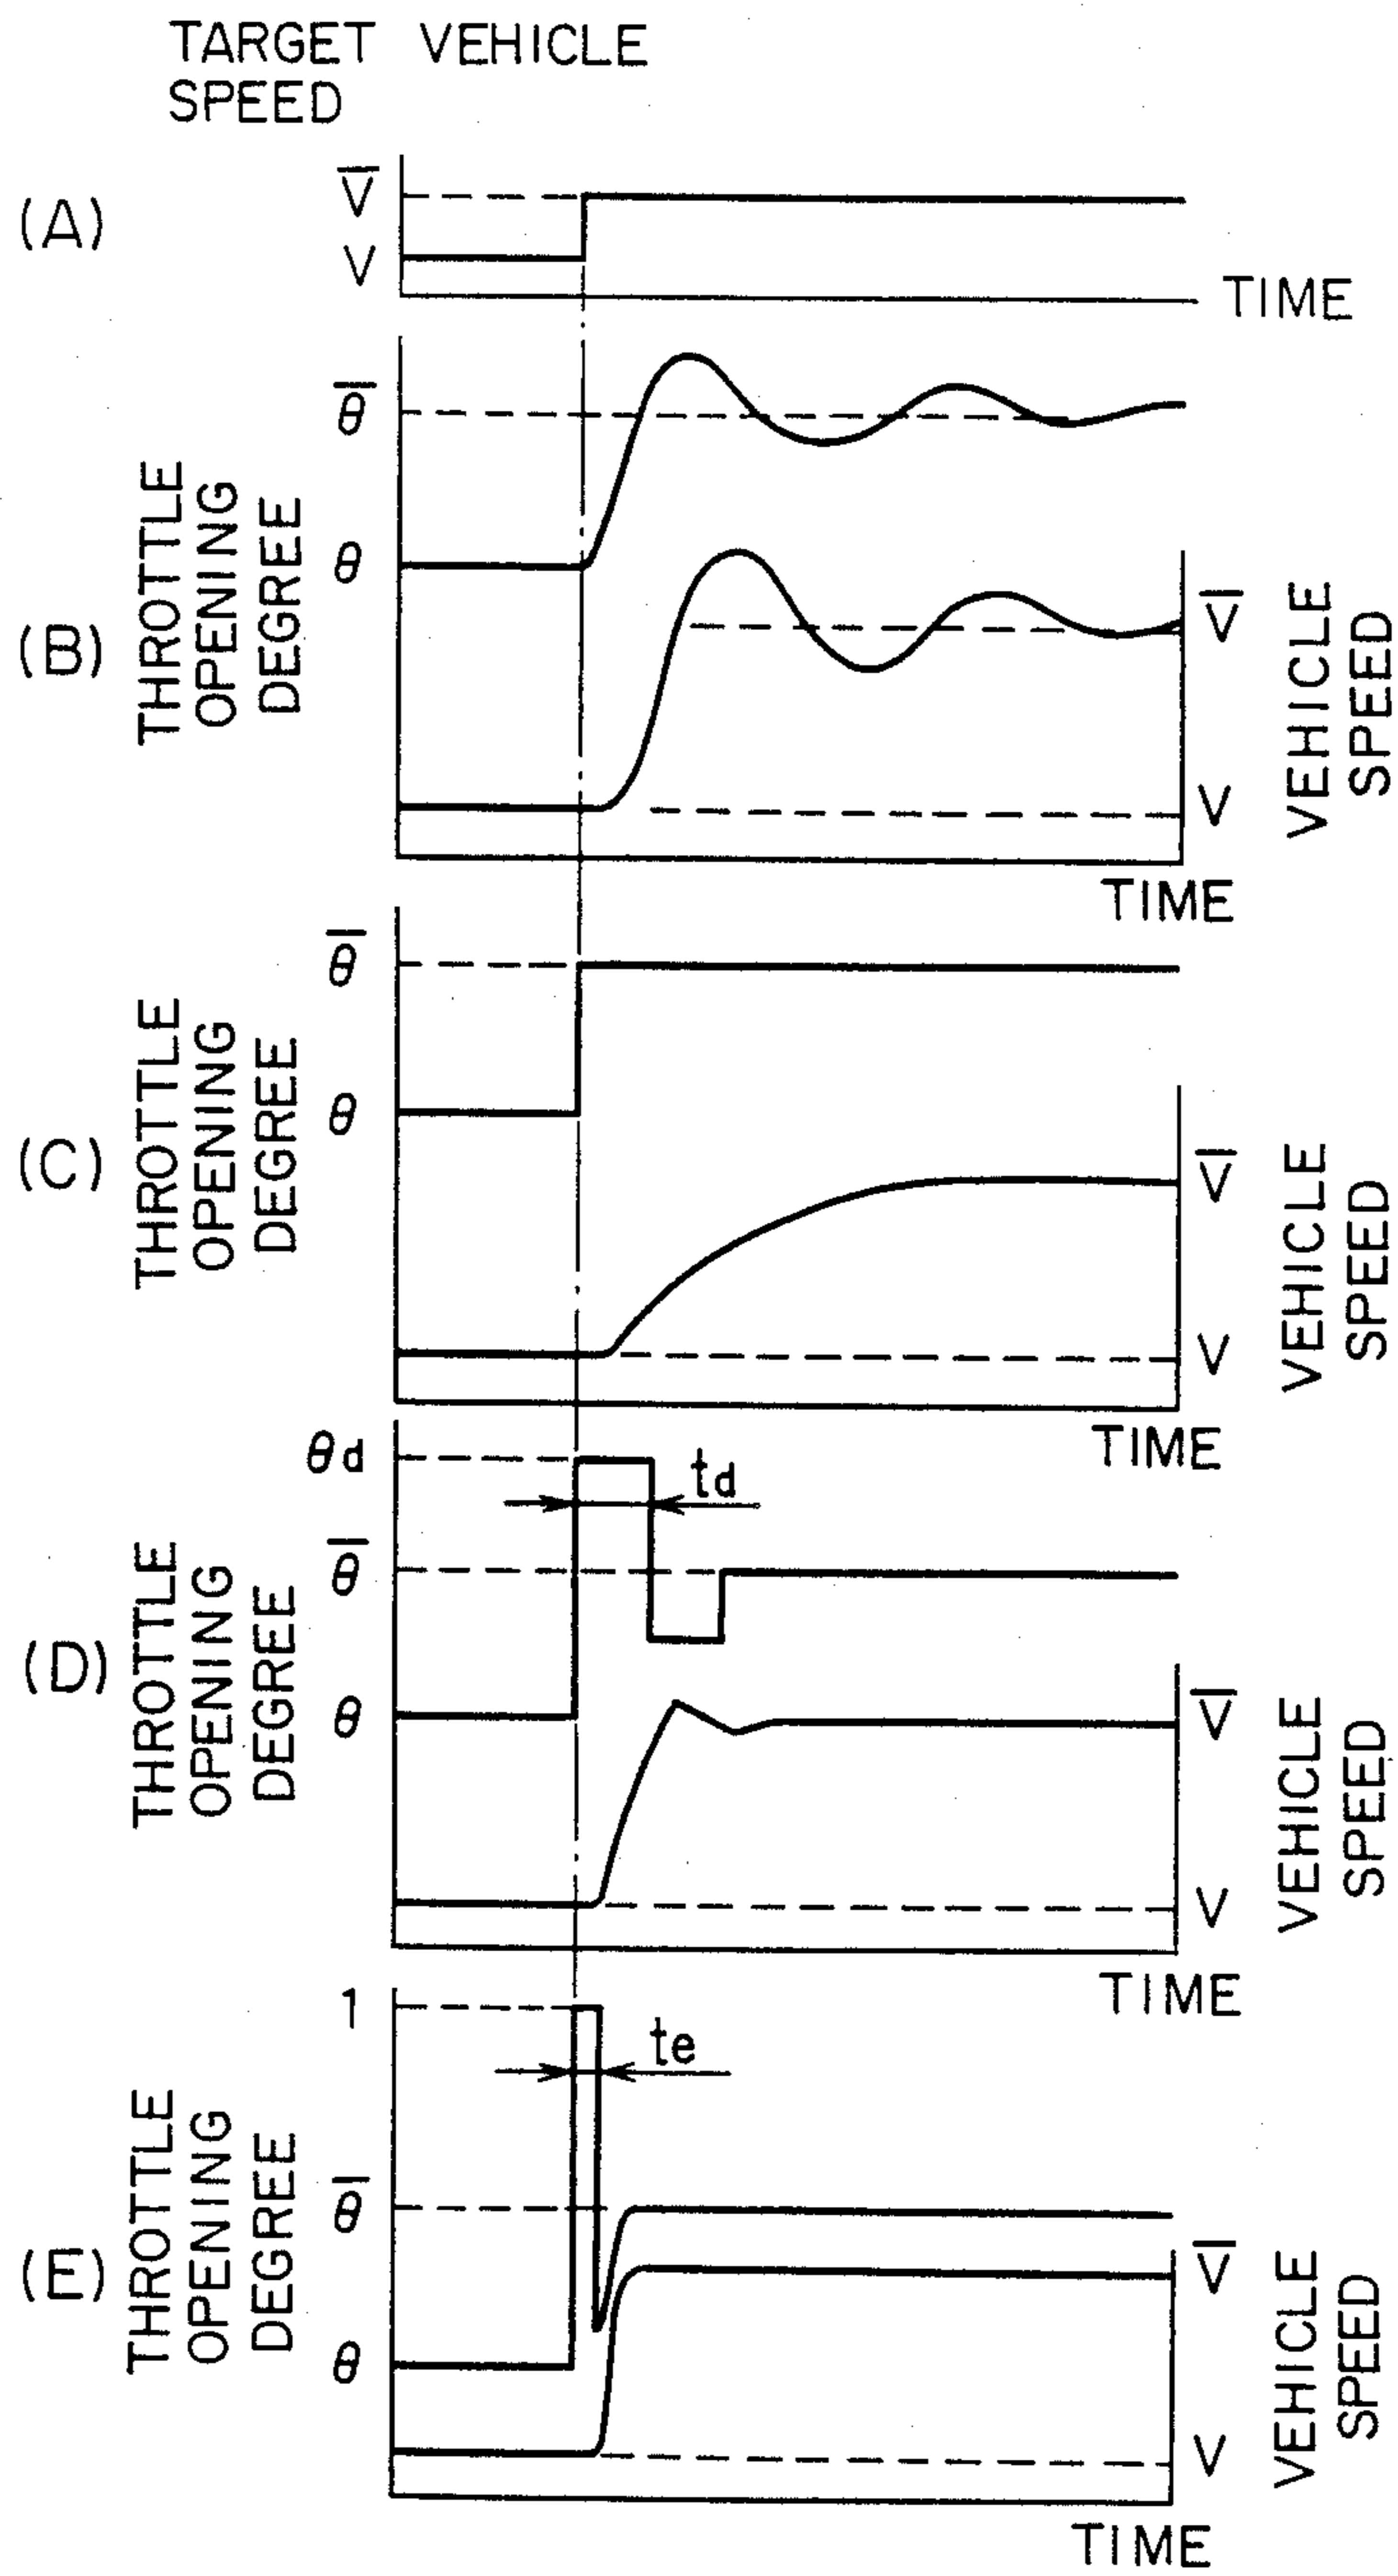 TARGET VEHICLE
SPEED
(A)
V̅
V
TIME
(B)
THROTTLE
OPENING
DEGREE
θ̅
θ
V̅
V
VEHICLE
SPEED
TIME
(C)
THROTTLE
OPENING
DEGREE
θ̅
θ
V̅
V
VEHICLE
SPEED
TIME
(D)
THROTTLE
OPENING
DEGREE
θd
θ̅
θ
td
V̅
V
VEHICLE
SPEED
TIME
(E)
THROTTLE
OPENING
DEGREE
1
θ̅
θ
te
V̅
V
VEHICLE
SPEED
TIME